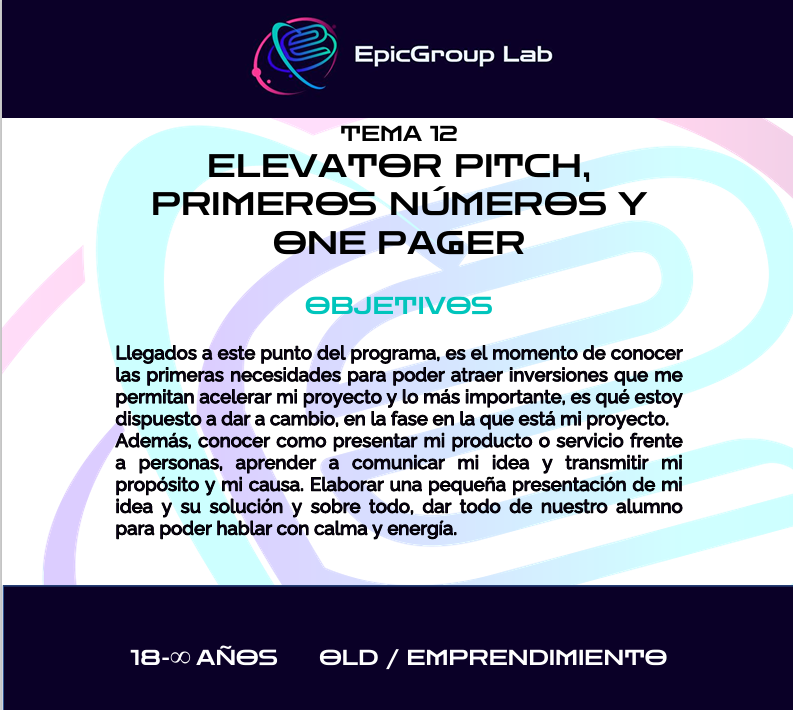 EpicGroup Lab
TEMA 12
ELEVATOR PITCH,
PRIMEROS NÚMEROS Y
ONE PAGER
OBJETIVOS
Llegados a este punto del programa, es el momento de conocer
las primeras necesidades para poder atraer inversiones que me
permitan acelerar mi proyecto y lo más importante, es qué estoy
dispuesto a dar a cambio, en la fase en la que está mi proyecto.
Además, conocer como presentar mi producto o servicio frente
a personas, aprender a comunicar mi idea y transmitir mi
propósito y mi causa. Elaborar una pequeña presentación de mi
idea y su solución y sobre todo, dar todo de nuestro alumno
para poder hablar con calma y energía.
18-∞ AÑOS OLD / EMPRENDIMIENTO